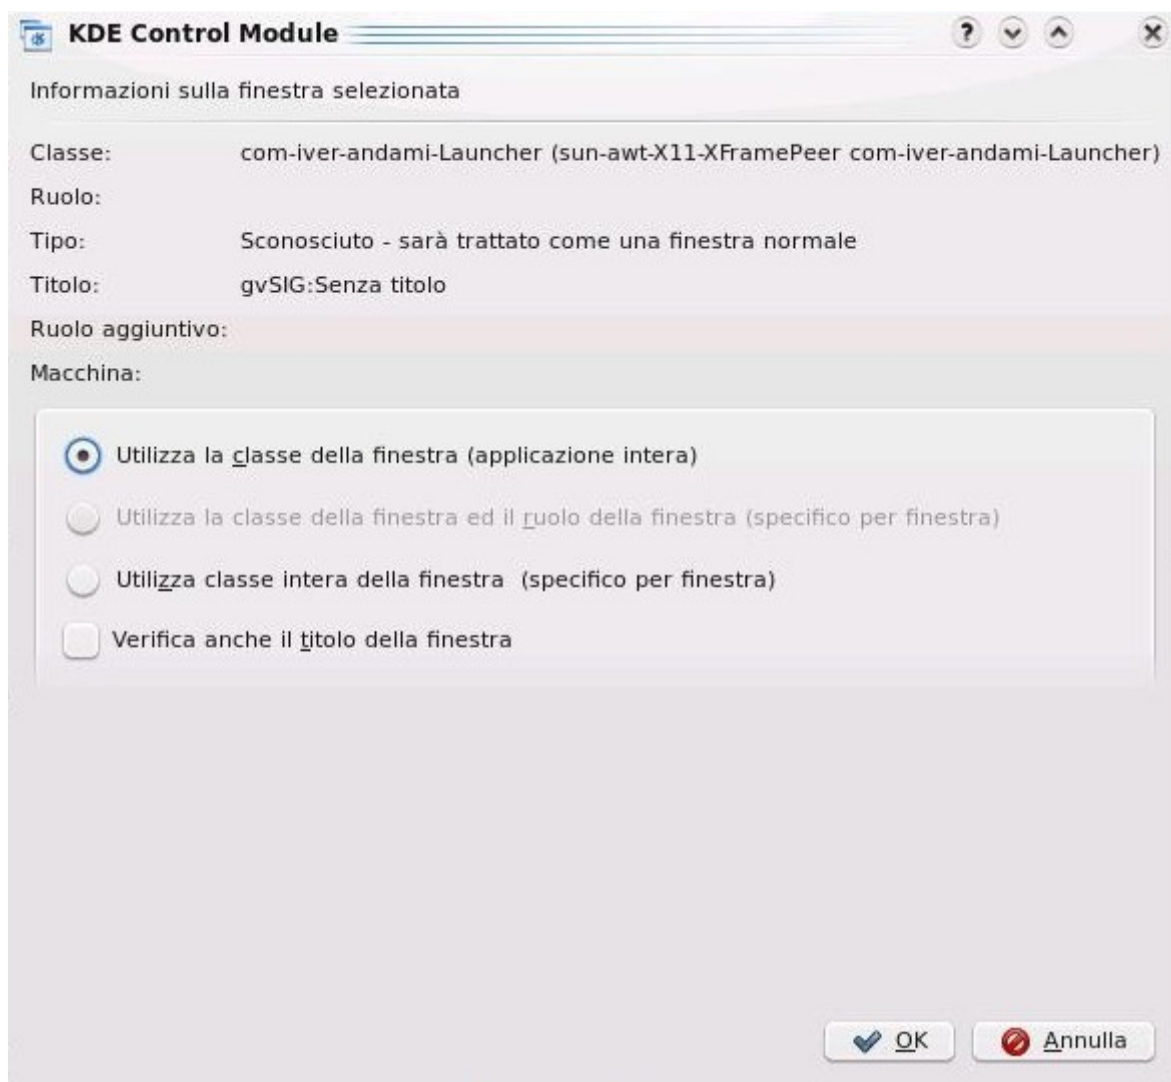 KDE Control Module
Informazioni sulla finestra selezionata
Classe: com-iver-andami-Launcher (sun-awt-X11-XFramePeer com-iver-andami-Launcher)
Ruolo:
Tipo: Sconosciuto - sarà trattato come una finestra normale
Titolo: gvSIG:Senza titolo
Ruolo aggiuntivo:
Macchina:
Utilizza la classe della finestra (applicazione intera)
Utilizza la classe della finestra ed il ruolo della finestra (specifico per finestra)
Utilizza classe intera della finestra (specifico per finestra)
Verifica anche il titolo della finestra
OK Annulla